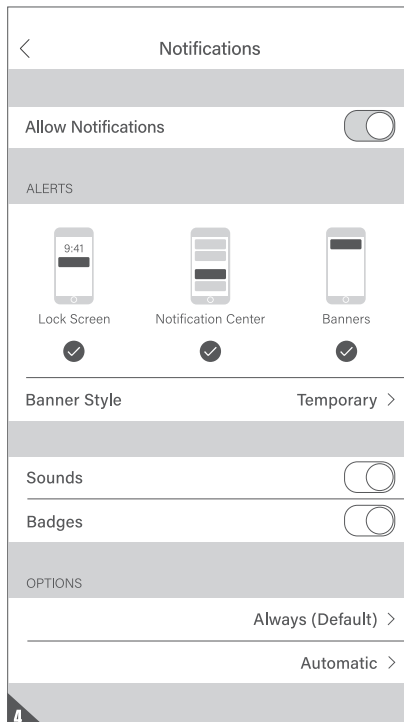 Notifications
Allow Notifications
ALERTS
9:41
Lock Screen Notification Center Banners
Banner Style Temporary >
Sounds
Badges
OPTIONS
Always (Default) >
Automatic >
4